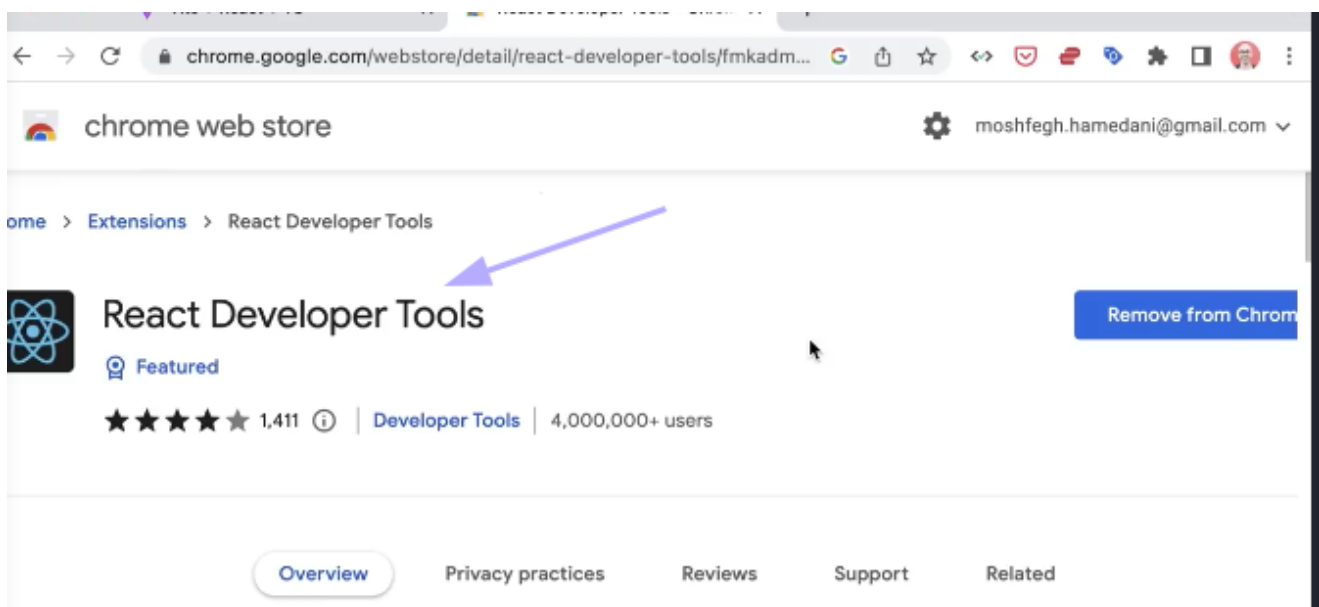 chrome.google.com/webstore/detail/react-developer-tools/fmkadm...
chrome web store
moshfegh.hamedani@gmail.com
ome > Extensions > React Developer Tools
React Developer Tools
Remove from Chrom
Featured
1,411 | Developer Tools | 4,000,000+ users
Overview Privacy practices Reviews Support Related